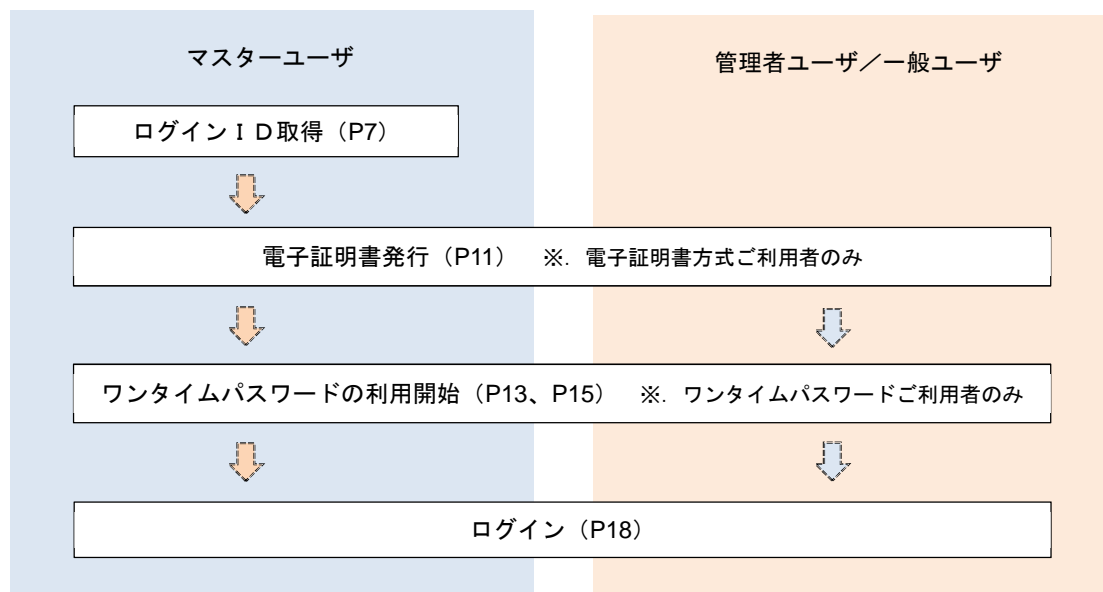 マスターユーザ
管理者ユーザ／一般ユーザ
ログインＩＤ取得（P7）
電子証明書発行（P11）　※. 電子証明書方式ご利用者のみ
ワンタイムパスワードの利用開始（P13、P15）　※. ワンタイムパスワードご利用者のみ
ログイン（P18）